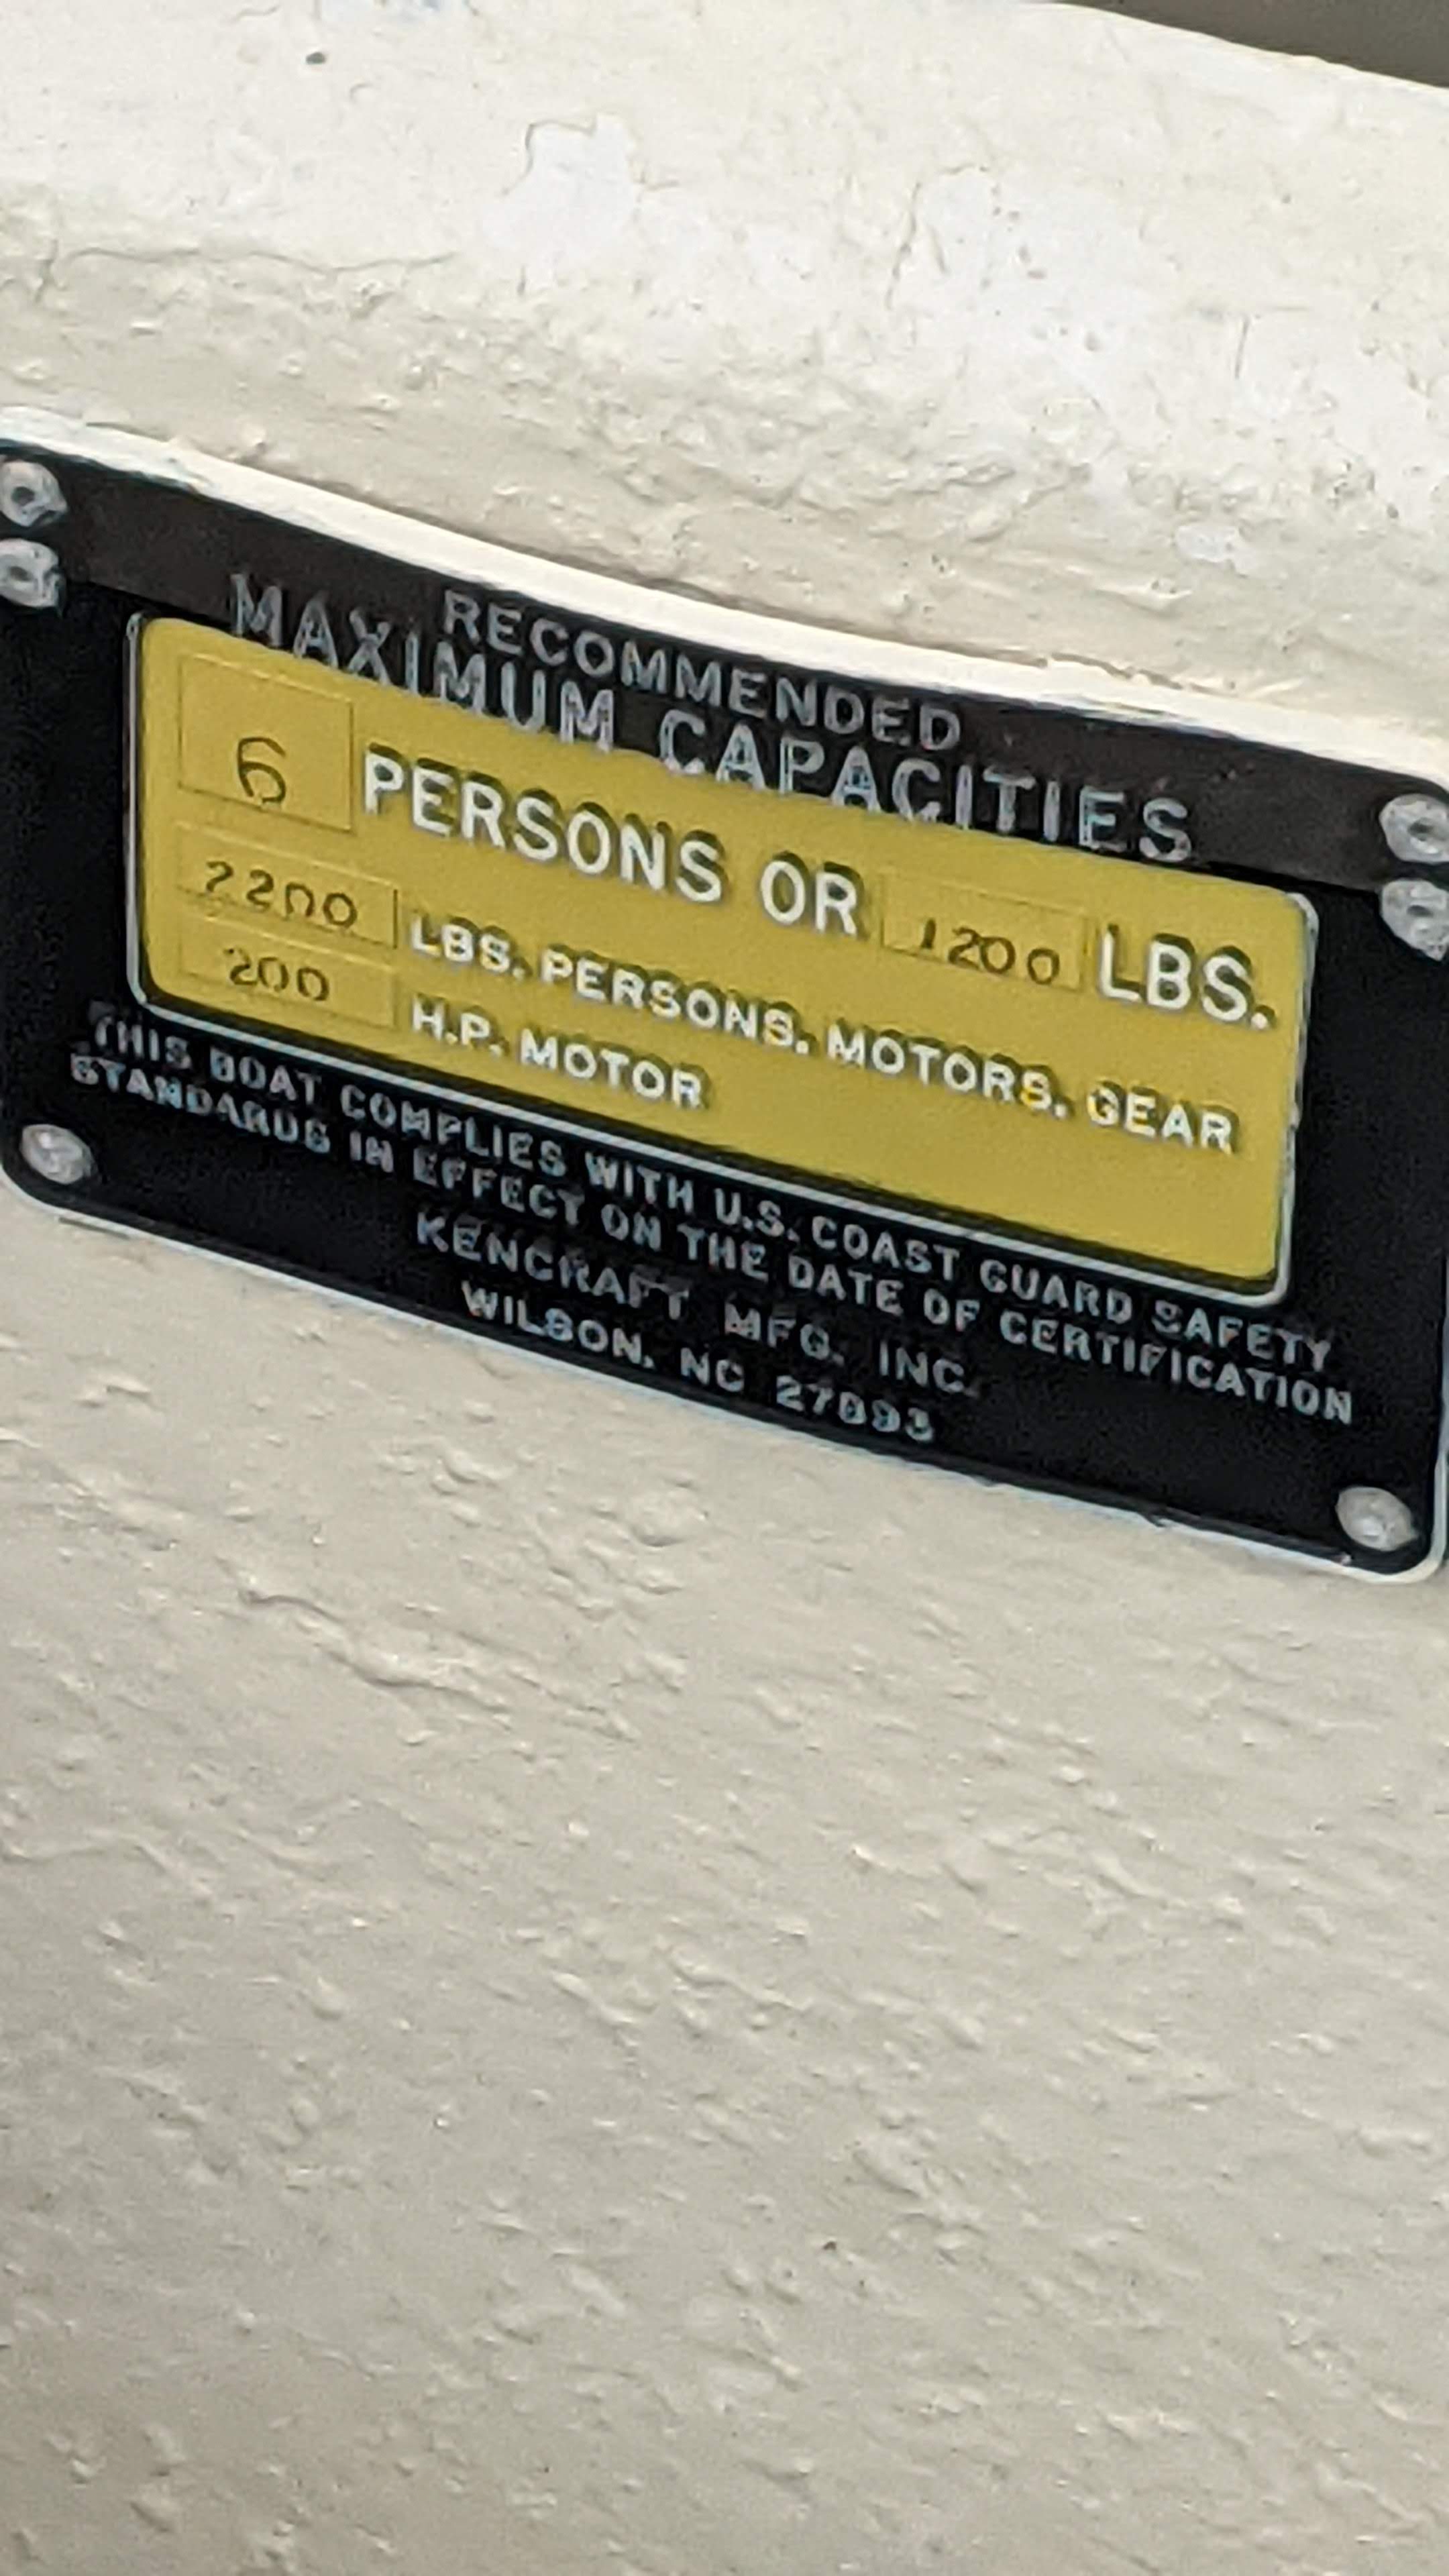 RECOMMENDED
MAXIMUM CAPACITIES
6 PERSONS OR 1200 LBS.
2200 LBS. PERSONS, MOTORS, GEAR
200 H.P. MOTOR
THIS BOAT COMPLIES WITH U.S. COAST GUARD SAFETY
STANDARDS IN EFFECT ON THE DATE OF CERTIFICATION
KENCRAFT MFG. INC.
WILSON, NC 27893